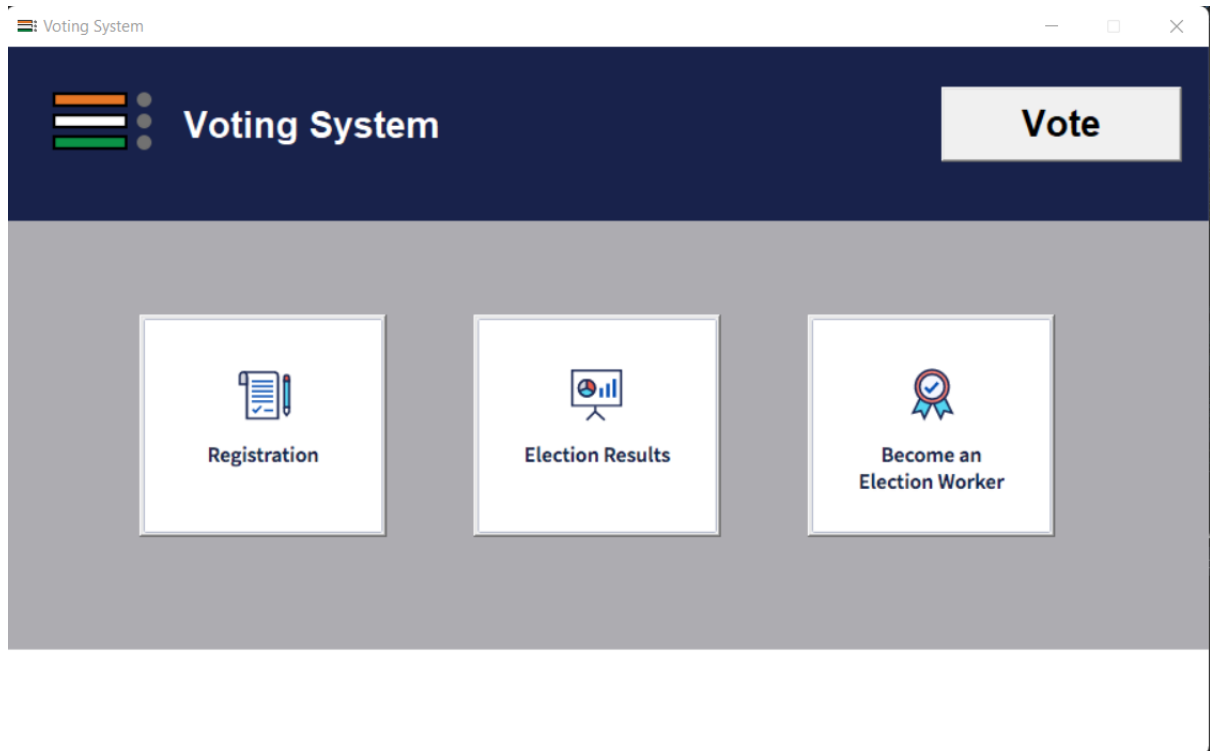 Voting System
Voting System
Vote
Registration
Election Results
Become an
Election Worker